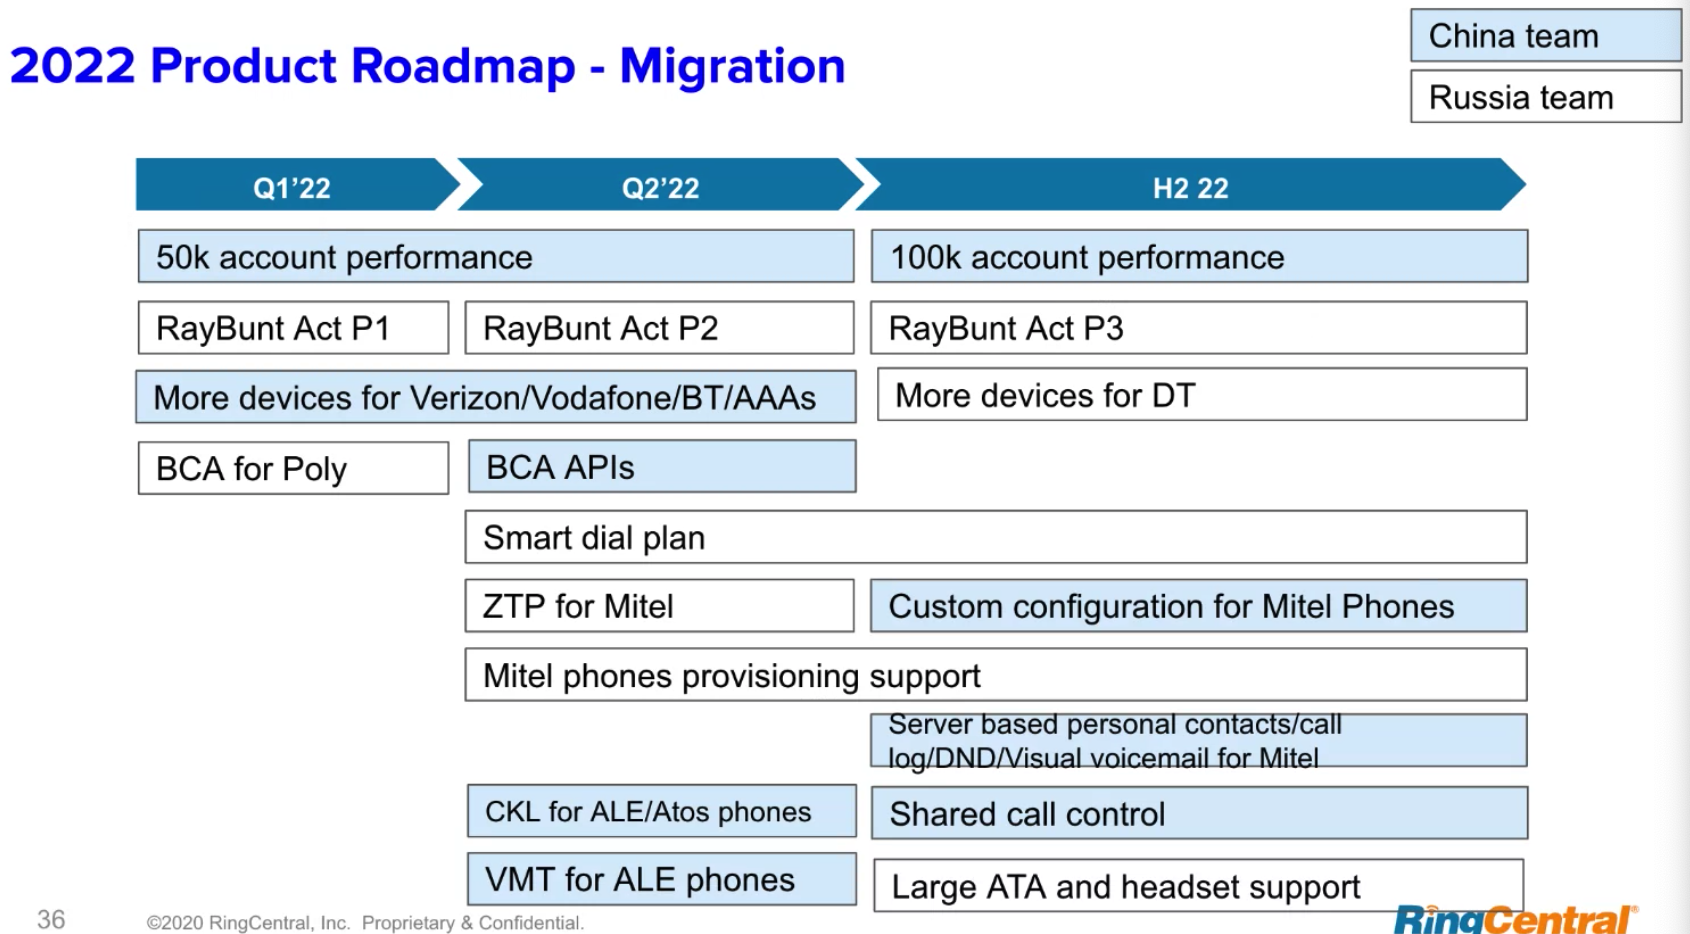 2022 Product Roadmap - Migration
China team
Russia team
Q1’22
Q2’22
H2 22
50k account performance
100k account performance
RayBunt Act P1
RayBunt Act P2
RayBunt Act P3
More devices for Verizon/Vodafone/BT/AAAs
More devices for DT
BCA for Poly
BCA APIs
Smart dial plan
ZTP for Mitel
Custom configuration for Mitel Phones
Mitel phones provisioning support
Server based personal contacts/call
log/DND/Visual voicemail for Mitel
CKL for ALE/Atos phones
Shared call control
VMT for ALE phones
Large ATA and headset support
36
©2020 RingCentral, Inc. Proprietary & Confidential.
RingCentral®